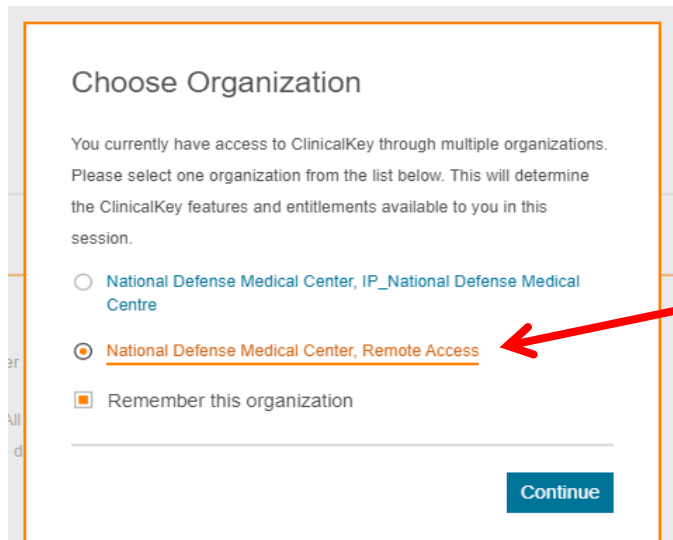 Choose Organization
You currently have access to ClinicalKey through multiple organizations.
Please select one organization from the list below. This will determine
the ClinicalKey features and entitlements available to you in this
session.
National Defense Medical Center, IP_National Defense Medical
Centre
National Defense Medical Center, Remote Access
Remember this organization
Continue